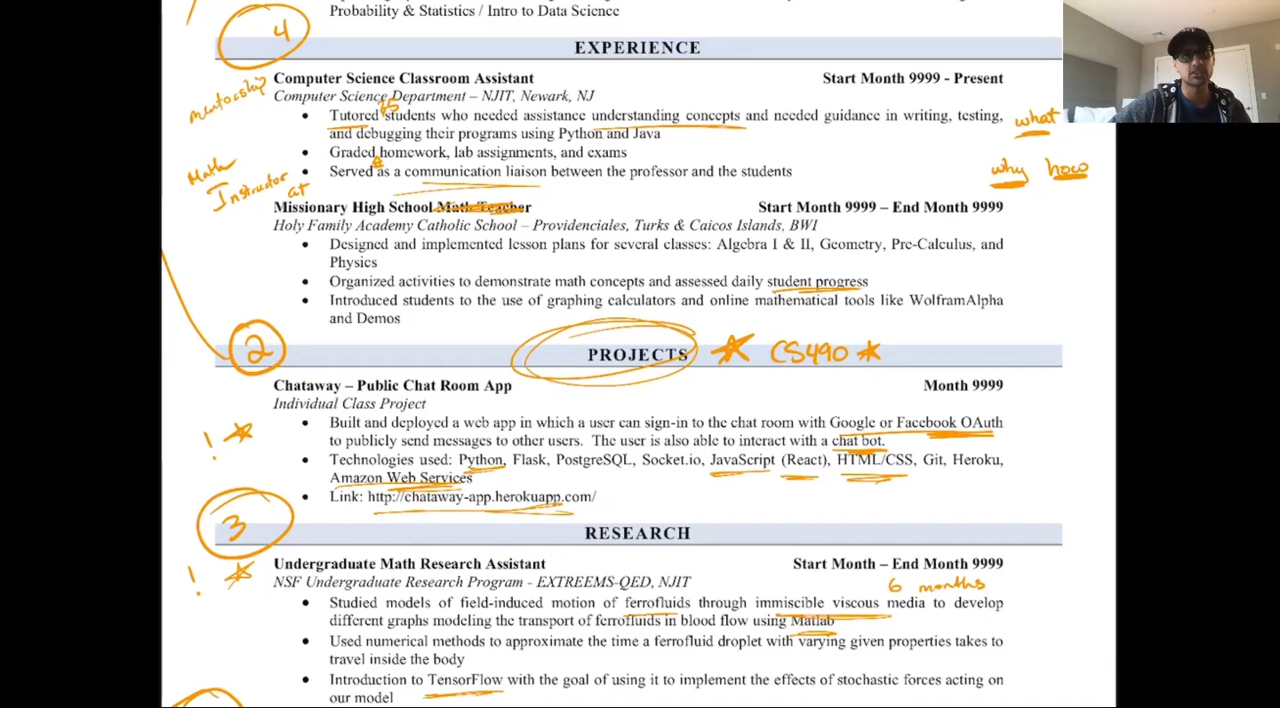 Probability & Statistics / Intro to Data Science
4
EXPERIENCE
mentorship
Computer Science Classroom Assistant Start Month 9999 - Present
Computer Science Department – NJIT, Newark, NJ
• Tutored students who needed assistance understanding concepts and needed guidance in writing, testing, what
and debugging their programs using Python and Java
• Graded homework, lab assignments, and exams
• Served as a communication liaison between the professor and the students why how
Math
Instructor
at
Missionary High School Math Teacher Start Month 9999 – End Month 9999
Holy Family Academy Catholic School – Providenciales, Turks & Caicos Islands, BWI
• Designed and implemented lesson plans for several classes: Algebra I & II, Geometry, Pre-Calculus, and
Physics
• Organized activities to demonstrate math concepts and assessed daily student progress
• Introduced students to the use of graphing calculators and online mathematical tools like WolframAlpha
and Demos
2 PROJECTS CS490
Chataway – Public Chat Room App Month 9999
Individual Class Project
! • Built and deployed a web app in which a user can sign-in to the chat room with Google or Facebook OAuth
to publicly send messages to other users. The user is also able to interact with a chat bot.
• Technologies used: Python, Flask, PostgreSQL, Socket.io, JavaScript (React), HTML/CSS, Git, Heroku,
Amazon Web Services
• Link: http://chataway-app.herokuapp.com/
3 RESEARCH
! Undergraduate Math Research Assistant Start Month – End Month 9999
NSF Undergraduate Research Program - EXTREEMS-QED, NJIT 6 months
• Studied models of field-induced motion of ferrofluids through immiscible viscous media to develop
different graphs modeling the transport of ferrofluids in blood flow using Matlab
• Used numerical methods to approximate the time a ferrofluid droplet with varying given properties takes to
travel inside the body
• Introduction to TensorFlow with the goal of using it to implement the effects of stochastic forces acting on
our model